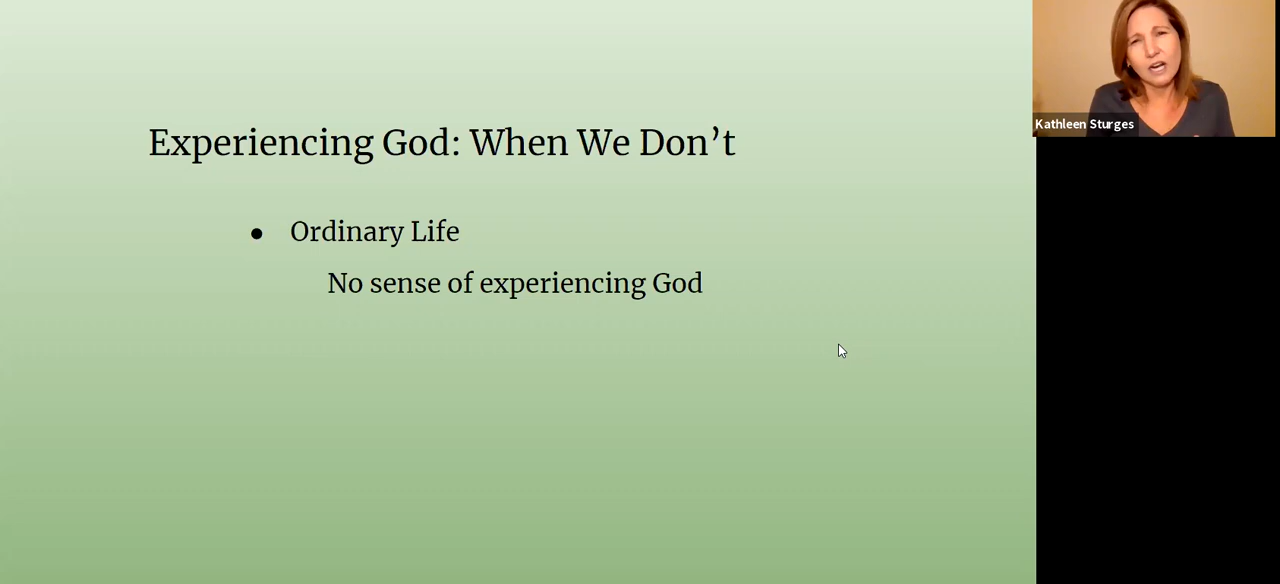 Experiencing God: When We Don’t
● Ordinary Life
No sense of experiencing God
Kathleen Sturges